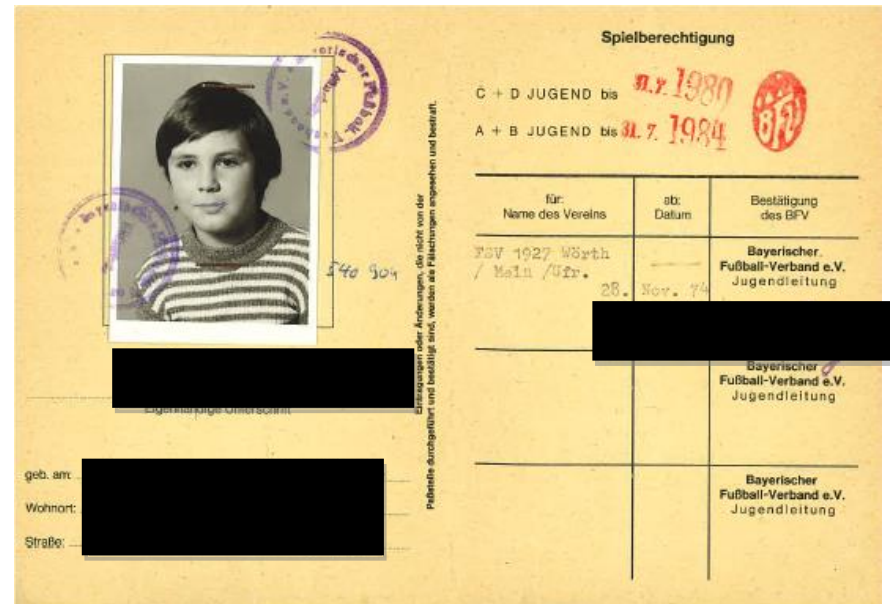 540 904
Eigenhändige Unterschrift
geb. am:
Wohnort:
Straße:
Eintragungen oder Änderungen, die nicht von der
Paßstelle durchgeführt und bestätigt sind, werden als Fälschungen angesehen und bestraft.
Spielberechtigung
C + D JUGEND bis 31.7.1980
A + B JUGEND bis 31. 7. 1984
BFV
für:
Name des Vereins
ab:
Datum
Bestätigung
des BFV
FSV 1927 Wörth
/ Main /Ufr.
28. Nov. 74
Bayerischer
Fußball-Verband e.V.
Jugendleitung
Bayerischer
Fußball-Verband e.V.
Jugendleitung
Bayerischer
Fußball-Verband e.V.
Jugendleitung